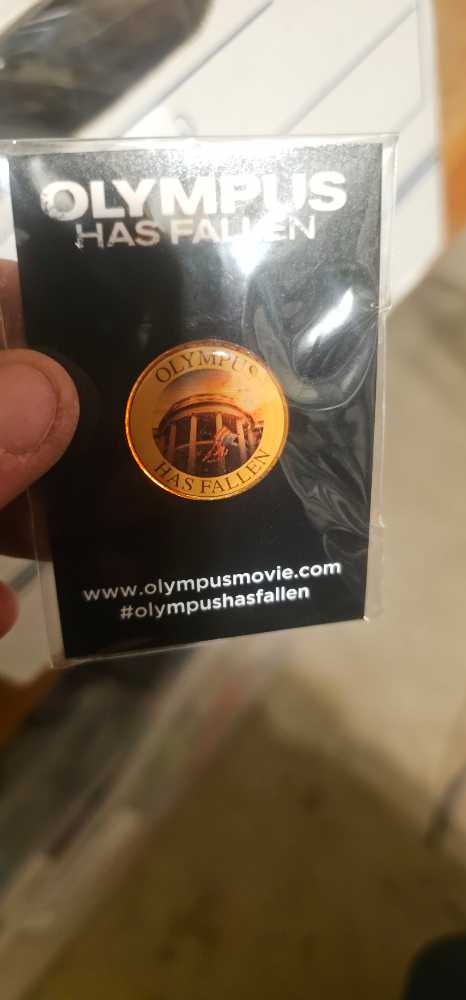 OLYMPUS
HAS FALLEN
OLYMPUS
HAS FALLEN
www.olympusmovie.com
#olympushasfallen